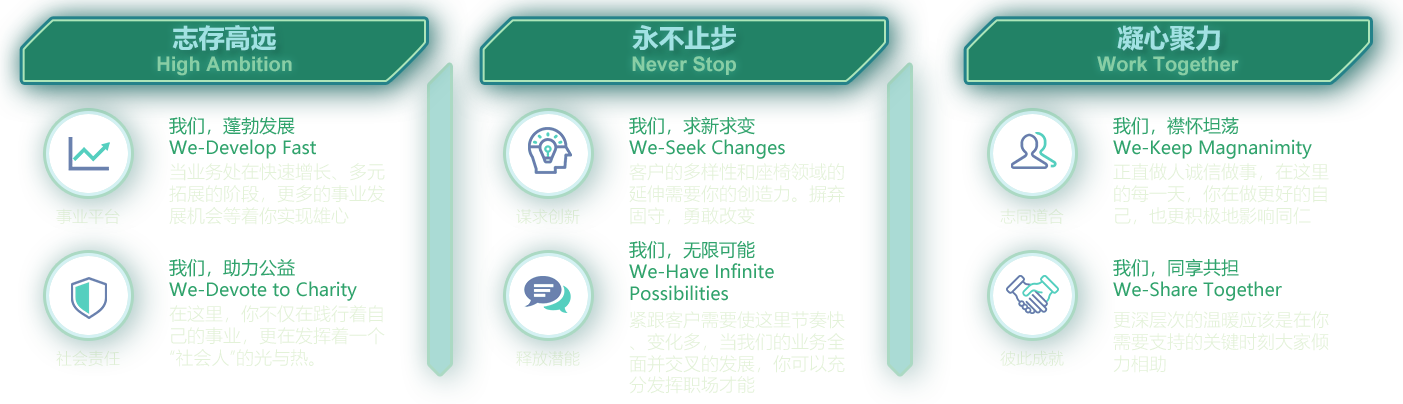 志存高远
High Ambition
我们，蓬勃发展
We-Develop Fast
当业务处在快速增长、多元
拓展的阶段，更多的事业发
展机会等着你实现雄心
事业平台
我们，助力公益
We-Devote to Charity
在这里，你不仅在践行着自
己的事业，更在发挥着一个
“社会人”的光与热。
社会责任
永不止步
Never Stop
我们，求新求变
We-Seek Changes
客户的多样性和座椅领域的
延伸需要你的创造力。摒弃
固守，勇敢改变
谋求创新
我们，无限可能
We-Have Infinite
Possibilities
紧跟客户需要使这里节奏快
、变化多，当我们的业务全
面并交叉的发展，你可以充
分发挥职场才能
释放潜能
凝心聚力
Work Together
我们，襟怀坦荡
We-Keep Magnanimity
正直做人诚信做事，在这里
的每一天，你在做更好的自
己，也更积极地影响同仁
志同道合
我们，同享共担
We-Share Together
更深层次的温暖应该是在你
需要支持的关键时刻大家倾
力相助
彼此成就